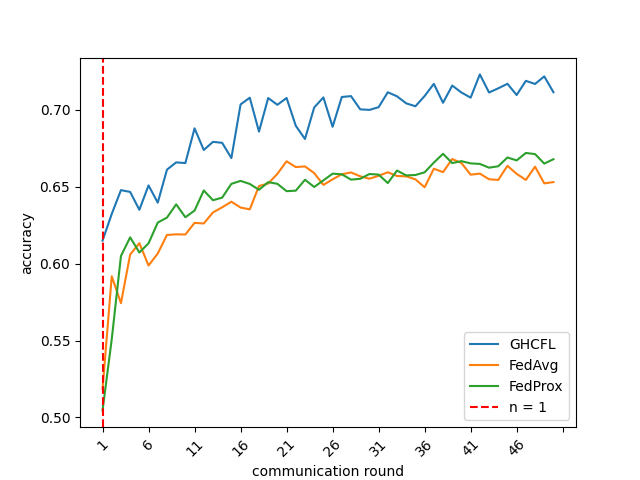 accuracy
0.70
0.65
0.60
0.55
0.50
GHCFL
FedAvg
FedProx
n = 1
1
6
11
16
21
26
31
36
41
46
communication round